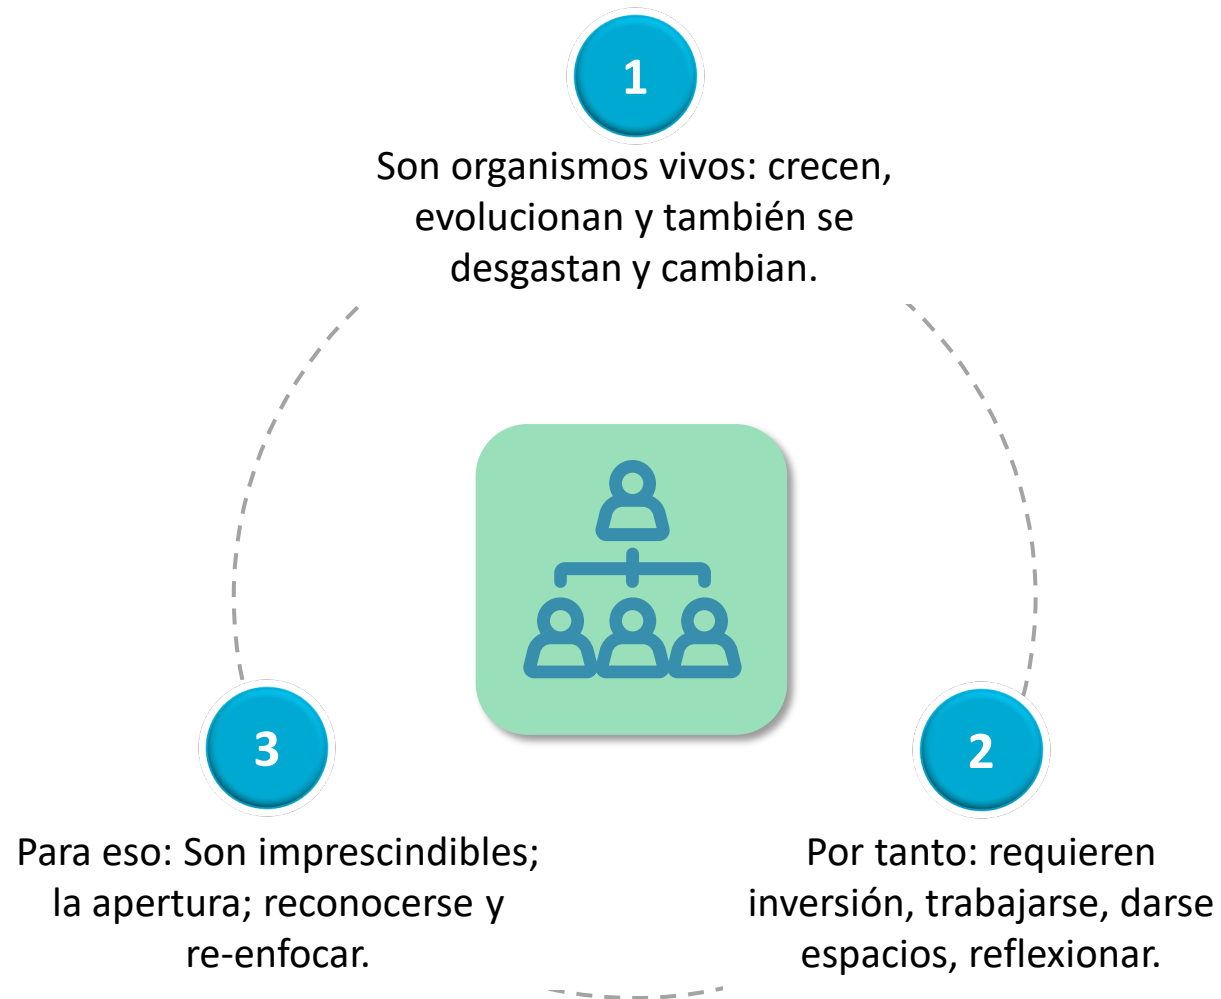 1
Son organismos vivos: crecen,
evolucionan y también se
desgastan y cambian.
3
Para eso: Son imprescindibles;
la apertura; reconocerse y
re-enfocar.
2
Por tanto: requieren
inversión, trabajarse, darse
espacios, reflexionar.